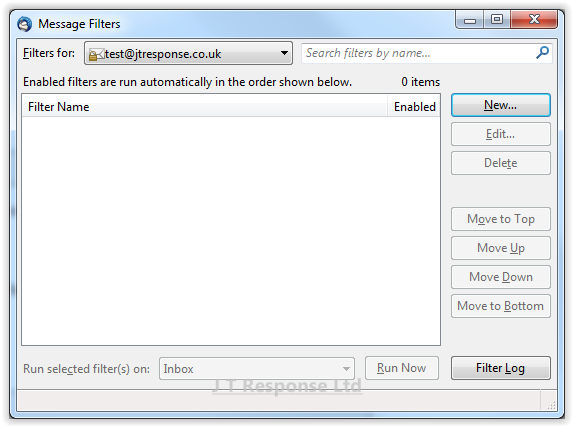 Message Filters
Filters for: test@jtresponse.co.uk Search filters by name...
Enabled filters are run automatically in the order shown below. 0 items
Filter Name Enabled
New...
Edit...
Delete
Move to Top
Move Up
Move Down
Move to Bottom
Run selected filter(s) on: Inbox Run Now Filter Log
J T Response Ltd